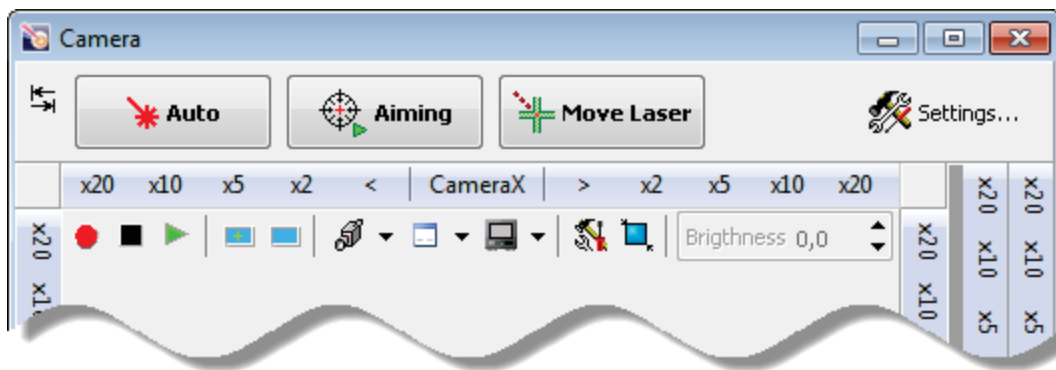 Camera
Auto Aiming Move Laser Settings...
x20 x10 x5 x2 < CameraX > x2 x5 x10 x20
Brigthness 0,0
x20
x20 x10
x20 x10 x5
x20 x10 x5